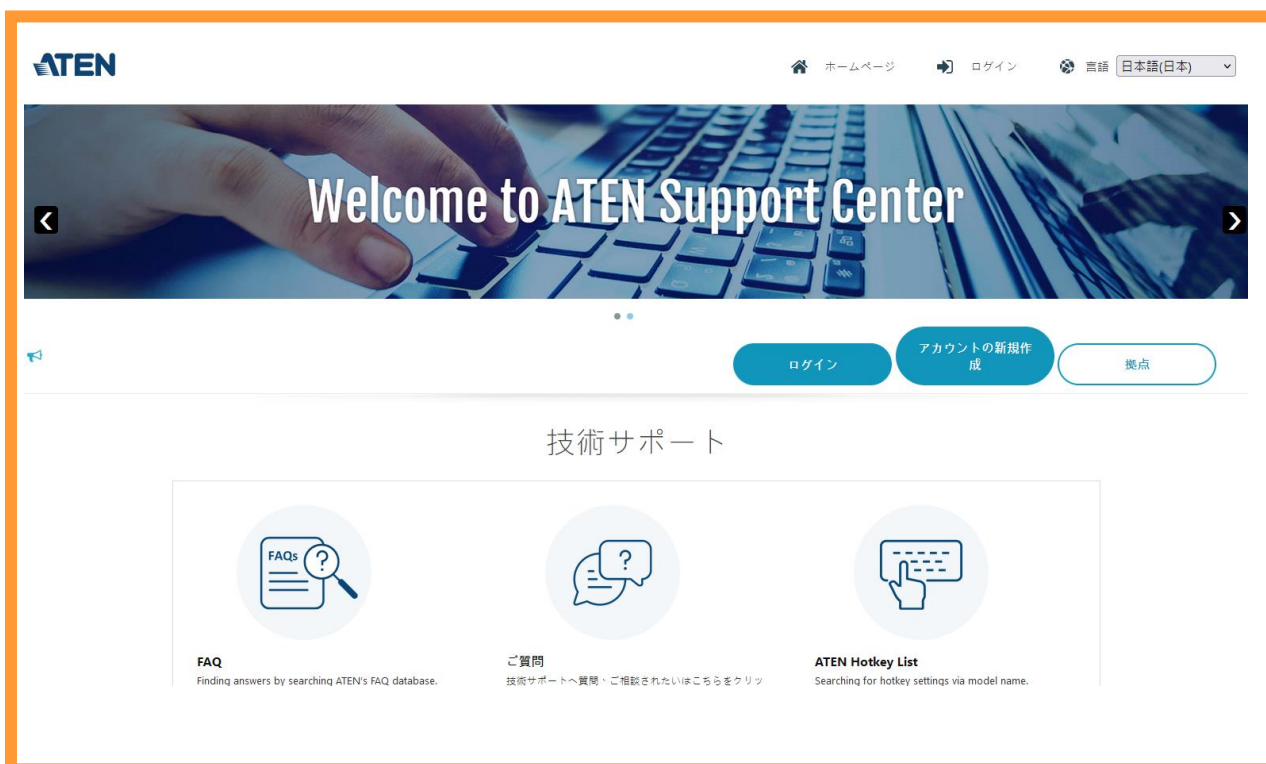 ATEN
ホームページ ログイン 言語 日本語(日本)
Welcome to ATEN Support Center
ログイン
アカウントの新規作
成
拠点
技術サポート
FAQs ?
?
FAQ
Finding answers by searching ATEN's FAQ database.
ご質問
技術サポートへ質問、ご相談されたいはこちらをクリッ
ATEN Hotkey List
Searching for hotkey settings via model name.